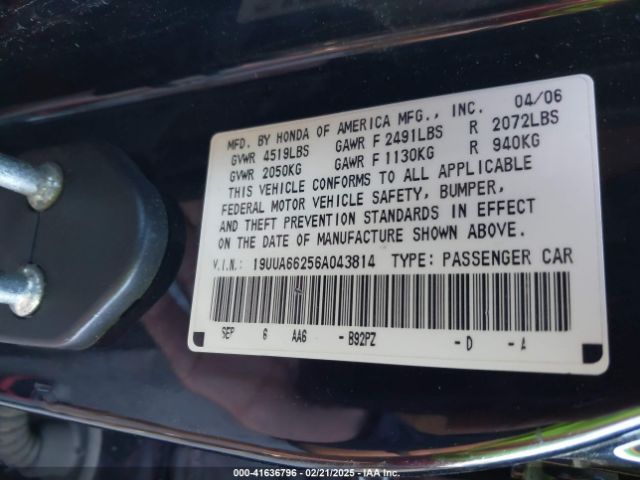 MFD. BY HONDA OF AMERICA MFG., INC. 04/06
GVWR 4519LBS GAWR F 2491LBS R 2072LBS
GVWR 2050KG GAWR F 1130KG R 940KG
THIS VEHICLE CONFORMS TO ALL APPLICABLE
FEDERAL MOTOR VEHICLE SAFETY, BUMPER,
AND THEFT PREVENTION STANDARDS IN EFFECT
ON THE DATE OF MANUFACTURE SHOWN ABOVE.
V.I.N.: 19UUA66256A043814 TYPE: PASSENGER CAR
SEP 6 AA6 - B92PZ - D - A
000-41636796 - 02/21/2025 - IAA Inc.